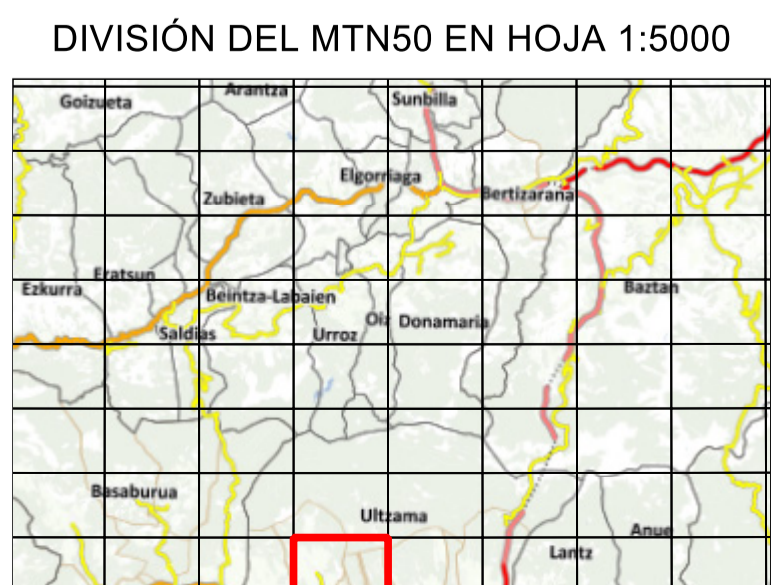 DIVISIÓN DEL MTN50 EN HOJA 1:5000
Arantza
Goizueta
Sunbilla
Elgorriaga
Zubieta
Bertizarana
Eratsun
Ezkurra
Beintza-Labaien
Baztan
Saldias
Urroz
Oiz
Donamaria
Basaburua
Ultzama
Anue
Lantz